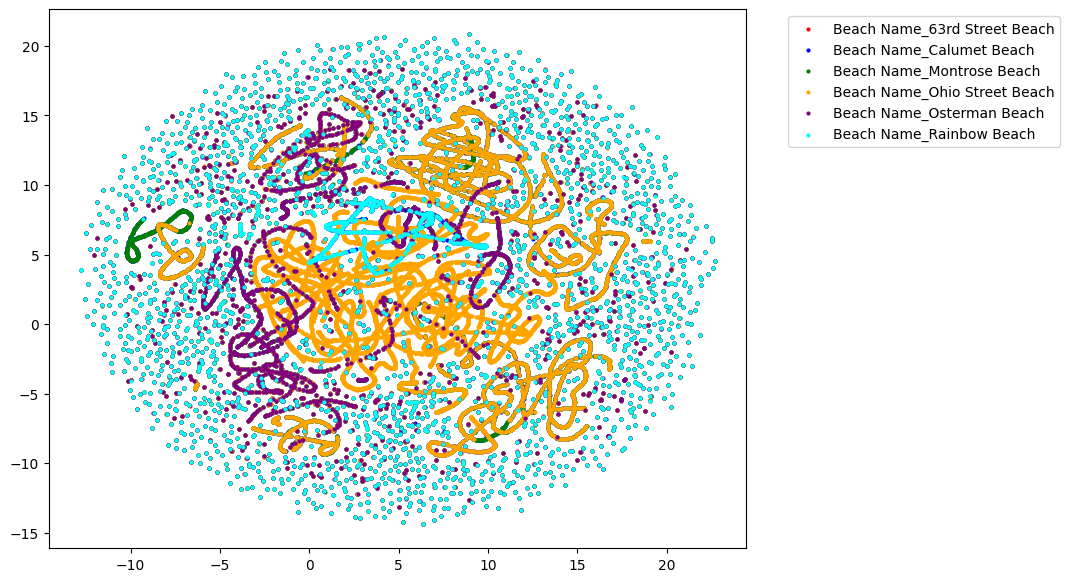 20
15
10
5
0
−5
−10
−15
−10
−5
0
5
10
15
20
Beach Name_63rd Street Beach
Beach Name_Calumet Beach
Beach Name_Montrose Beach
Beach Name_Ohio Street Beach
Beach Name_Osterman Beach
Beach Name_Rainbow Beach